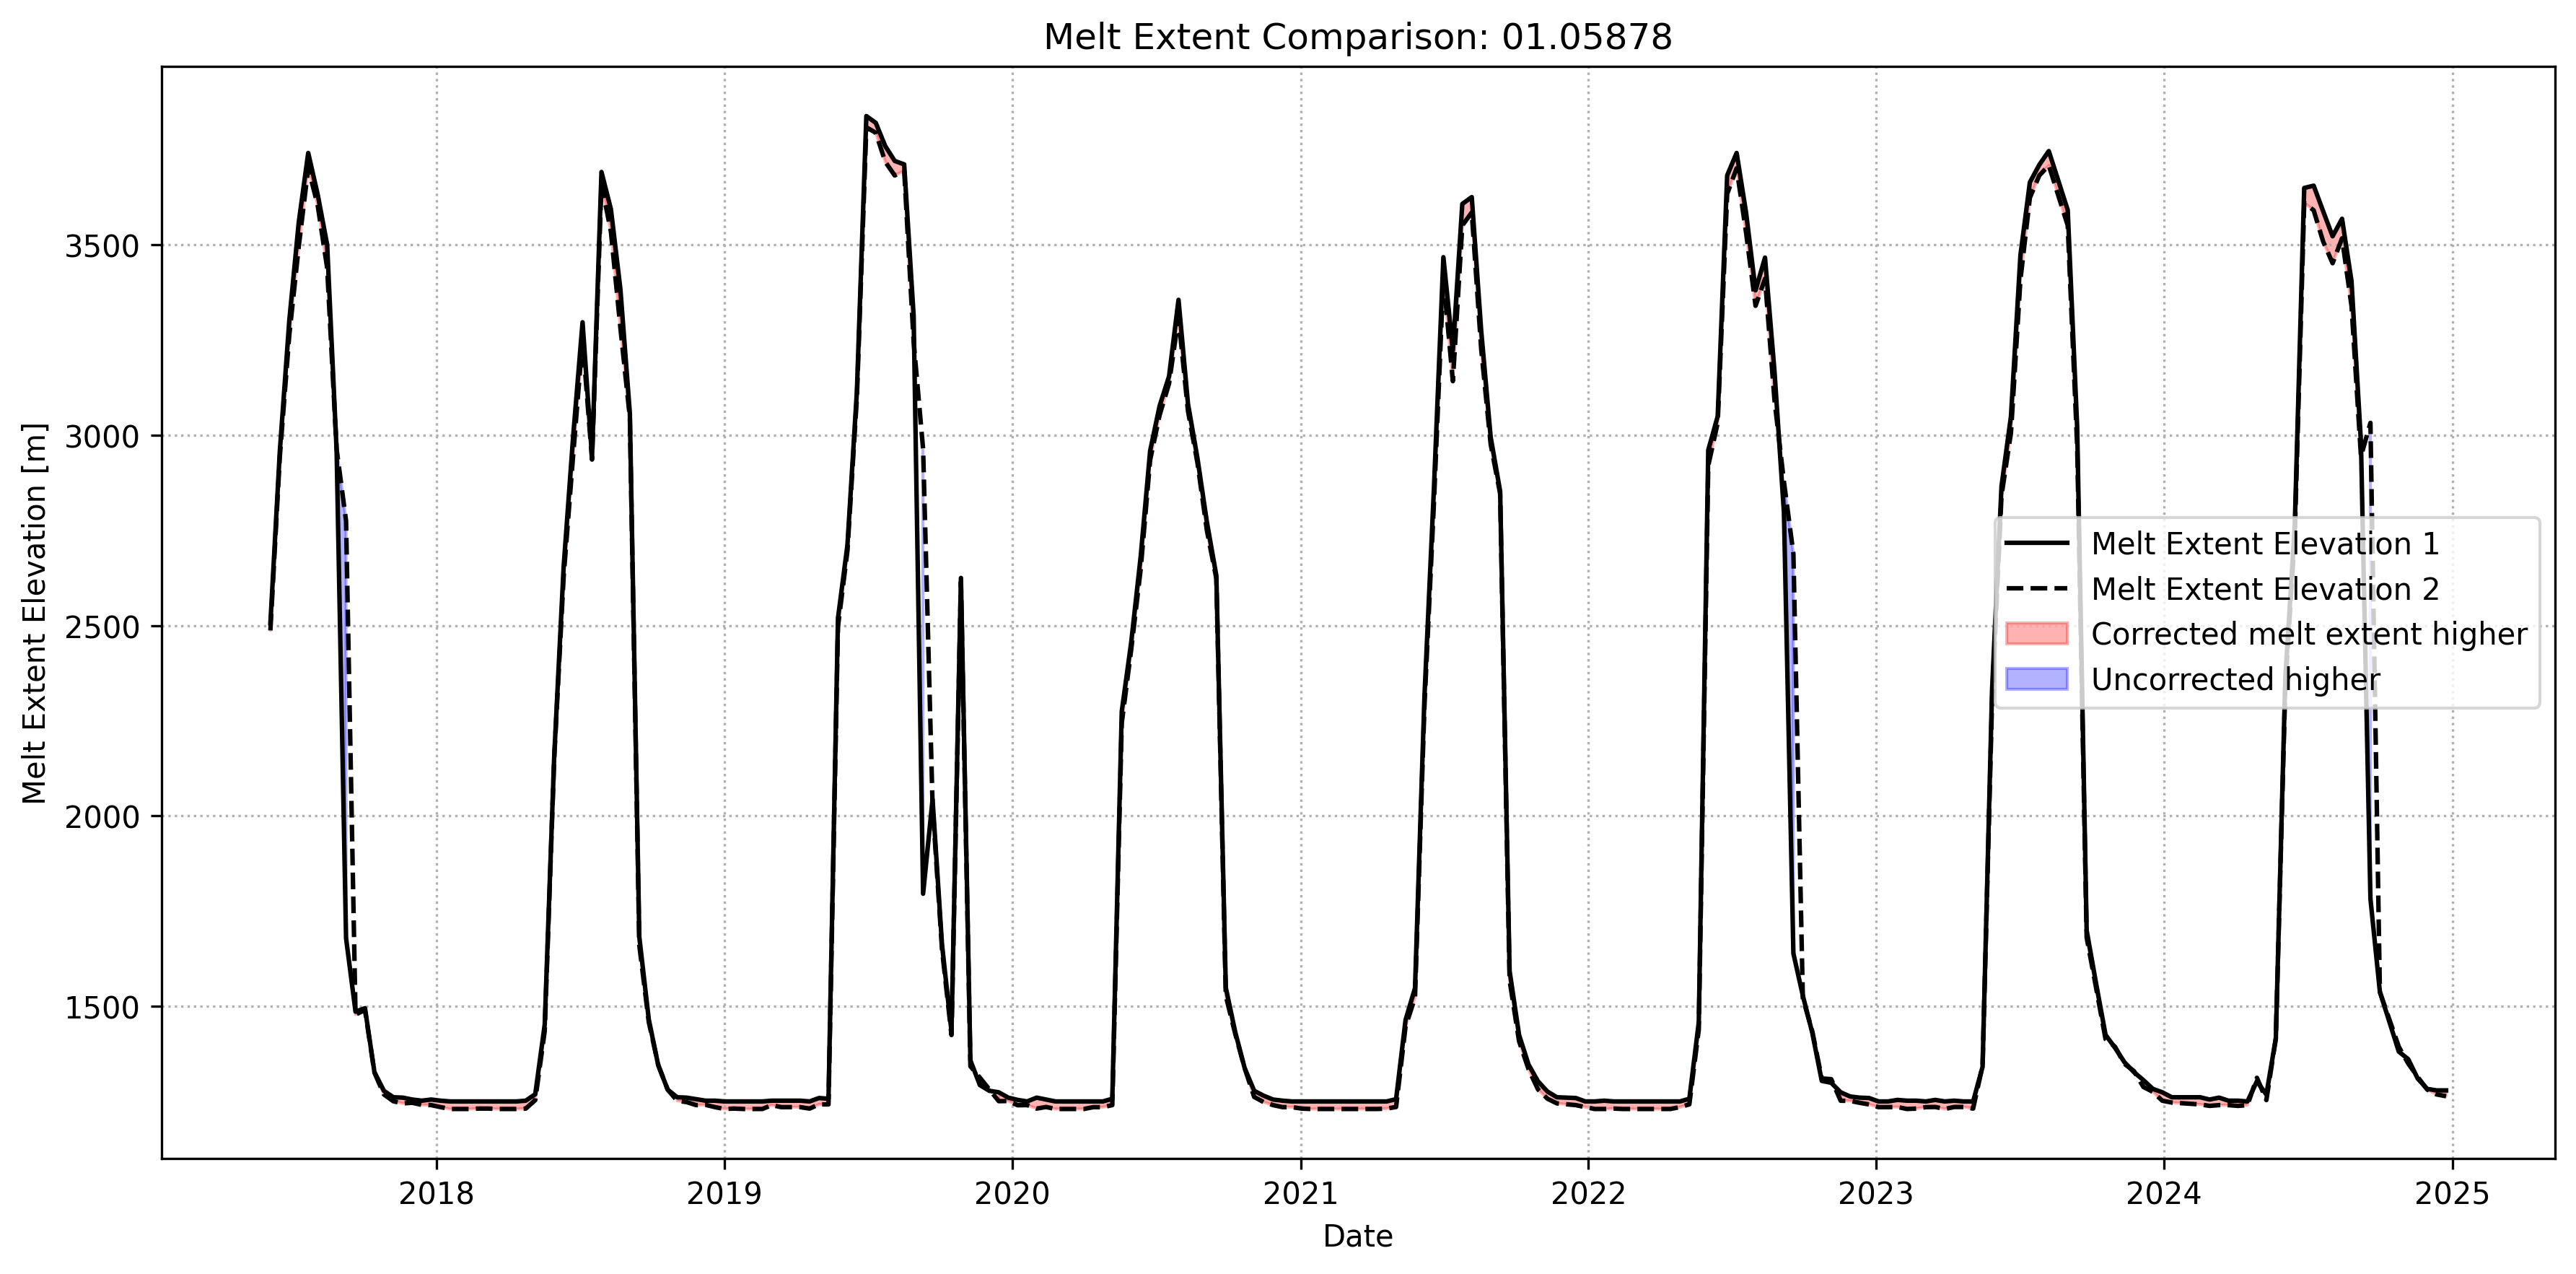 Melt Extent Comparison: 01.05878
Melt Extent Elevation [m]
3500
3000
2500
2000
1500
Melt Extent Elevation 1
Melt Extent Elevation 2
Corrected melt extent higher
Uncorrected higher
2018 2019 2020 2021 2022 2023 2024 2025
Date